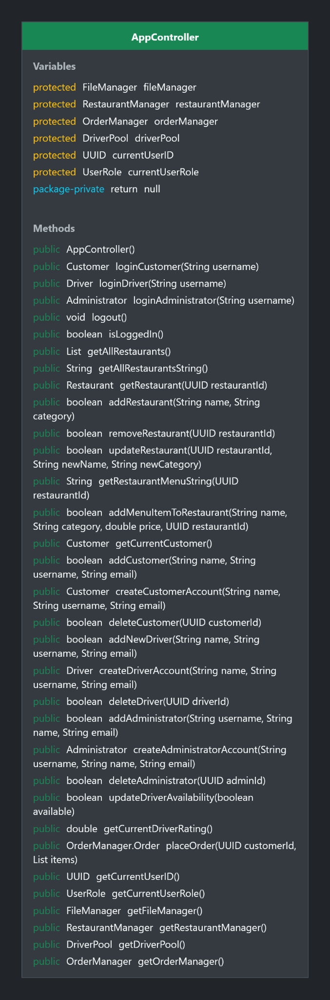 AppController
Variables
protected FileManager fileManager
protected RestaurantManager restaurantManager
protected OrderManager orderManager
protected DriverPool driverPool
protected UUID currentUserID
protected UserRole currentUserRole
package-private return null
Methods
public AppController()
public Customer loginCustomer(String username)
public Driver loginDriver(String username)
public Administrator loginAdministrator(String username)
public void logout()
public boolean isLoggedIn()
public List getAllRestaurants()
public String getAllRestaurantsString()
public Restaurant getRestaurant(UUID restaurantId)
public boolean addRestaurant(String name, String
category)
public boolean removeRestaurant(UUID restaurantId)
public boolean updateRestaurant(UUID restaurantId,
String newName, String newCategory)
public String getRestaurantMenuString(UUID
restaurantId)
public boolean addMenuItemToRestaurant(String name,
String category, double price, UUID restaurantId)
public Customer getCurrentCustomer()
public boolean addCustomer(String name, String
username, String email)
public Customer createCustomerAccount(String name,
String username, String email)
public boolean deleteCustomer(UUID customerId)
public boolean addNewDriver(String name, String
username, String email)
public Driver createDriverAccount(String name, String
username, String email)
public boolean deleteDriver(UUID driverId)
public boolean addAdministrator(String username, String
name, String email)
public Administrator createAdministratorAccount(String
username, String name, String email)
public boolean deleteAdministrator(UUID adminId)
public boolean updateDriverAvailability(boolean
available)
public double getCurrentDriverRating()
public OrderManager.Order placeOrder(UUID customerId,
List items)
public UUID getCurrentUserID()
public UserRole getCurrentUserRole()
public FileManager getFileManager()
public RestaurantManager getRestaurantManager()
public DriverPool getDriverPool()
public OrderManager getOrderManager()